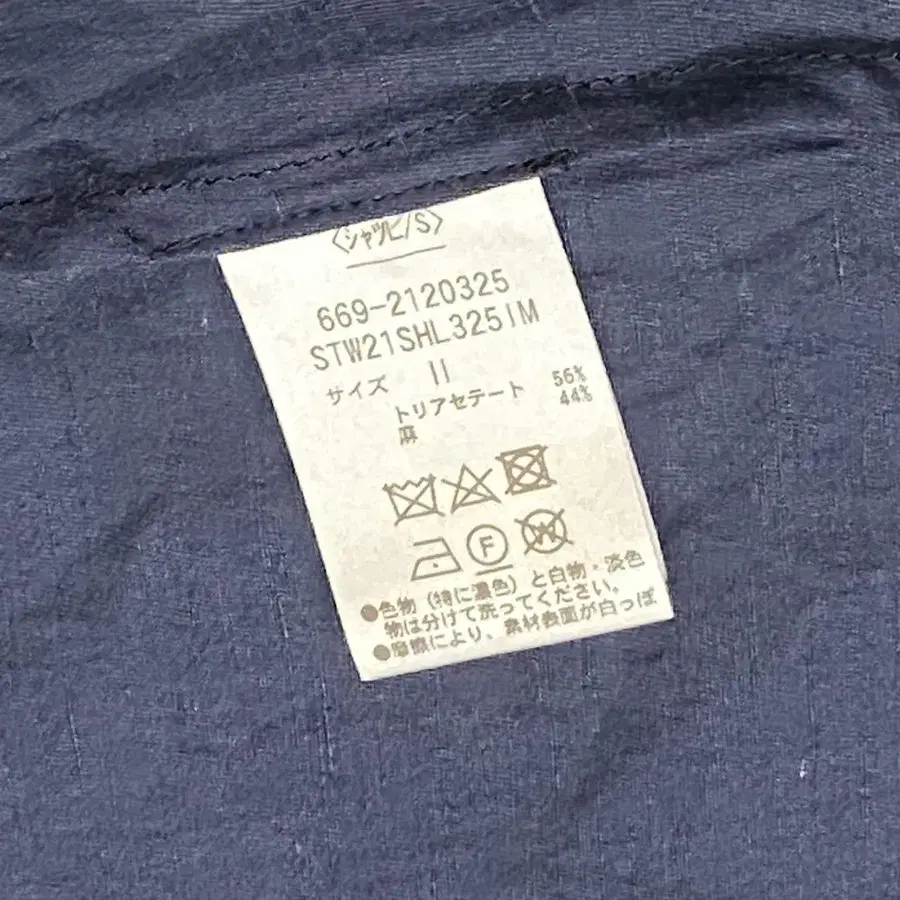 〈シャツﾋ/S〉
669-2120325
STW21SHL325IM
サイズ 11
トリアセテート 56%
麻 44%
F
W
●色物（特に濃色）と白物・淡色
物は分けて洗ってください。
●摩擦により、素材表面が白っぽ